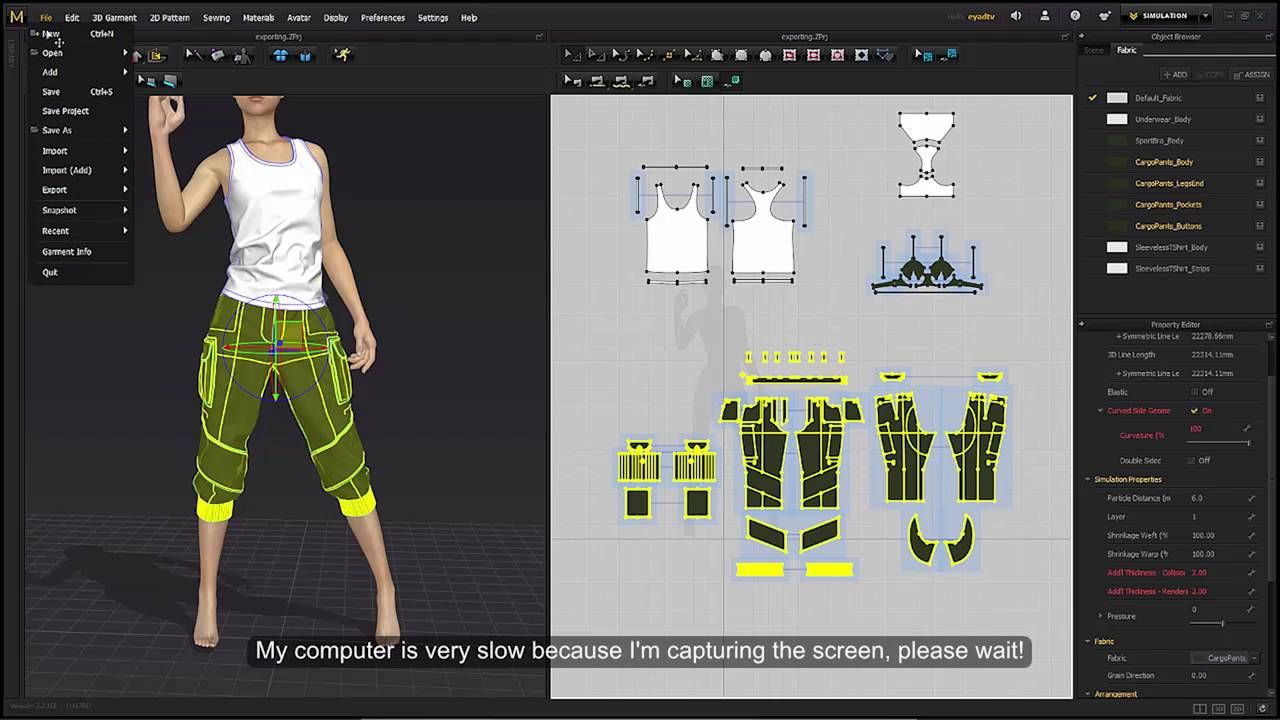 M File Edit 3D Garment 2D Pattern Sewing Materials Avatar Display Preferences Settings Help
Hello, eyadtv SIMULATION
exporting.ZPrj exporting.ZPrj Object Browser
LIBRARY
New Ctrl+N
Open
Add
Save Ctrl+S
Save Project
Save As
Import
Import (Add)
Export
Snapshot
Recent
Garment Info
Quit
Scene Fabric
ADD COPY ASSIGN
Default_Fabric
Underwear_Body
SportBra_Body
CargoPants_Body
CargoPants_LegsEnd
CargoPants_Pockets
CargoPants_Buttons
SleevelessTShirt_Body
SleevelessTShirt_Strips
Property Editor
+ Symmetric Line Le 22278.66mm
3D Line Length 22314.11mm
+ Symmetric Line Le 22314.11mm
Elastic Off
Curved Side Geome On
Curvature (% 100
Double Sided Off
Simulation Properties
Particle Distance (m 6.0
Layer 1
Shrinkage Weft (% 100.00
Shrinkage Warp (% 100.00
Add'l Thickness - Collision 2.00
Add'l Thickness - Render 2.00
Pressure 0
Fabric
Fabric CargoPants
Grain Direction 0.00
Arrangement
My computer is very slow because I'm capturing the screen, please wait!
3D 2D